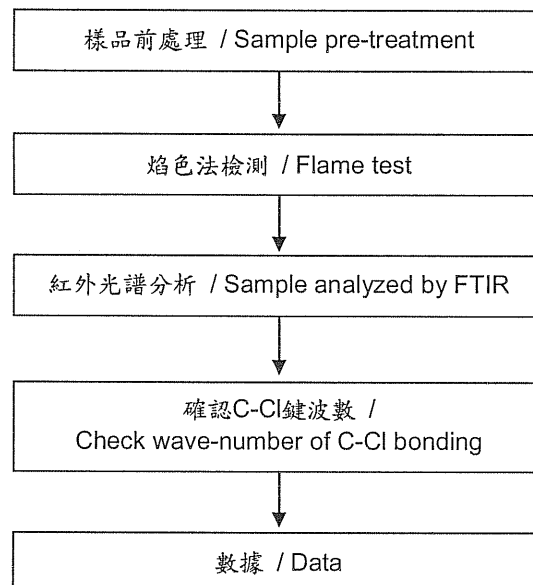 樣品前處理 / Sample pre-treatment
焰色法檢測 / Flame test
紅外光譜分析 / Sample analyzed by FTIR
確認C-Cl鍵波數 /
Check wave-number of C-Cl bonding
數據 / Data